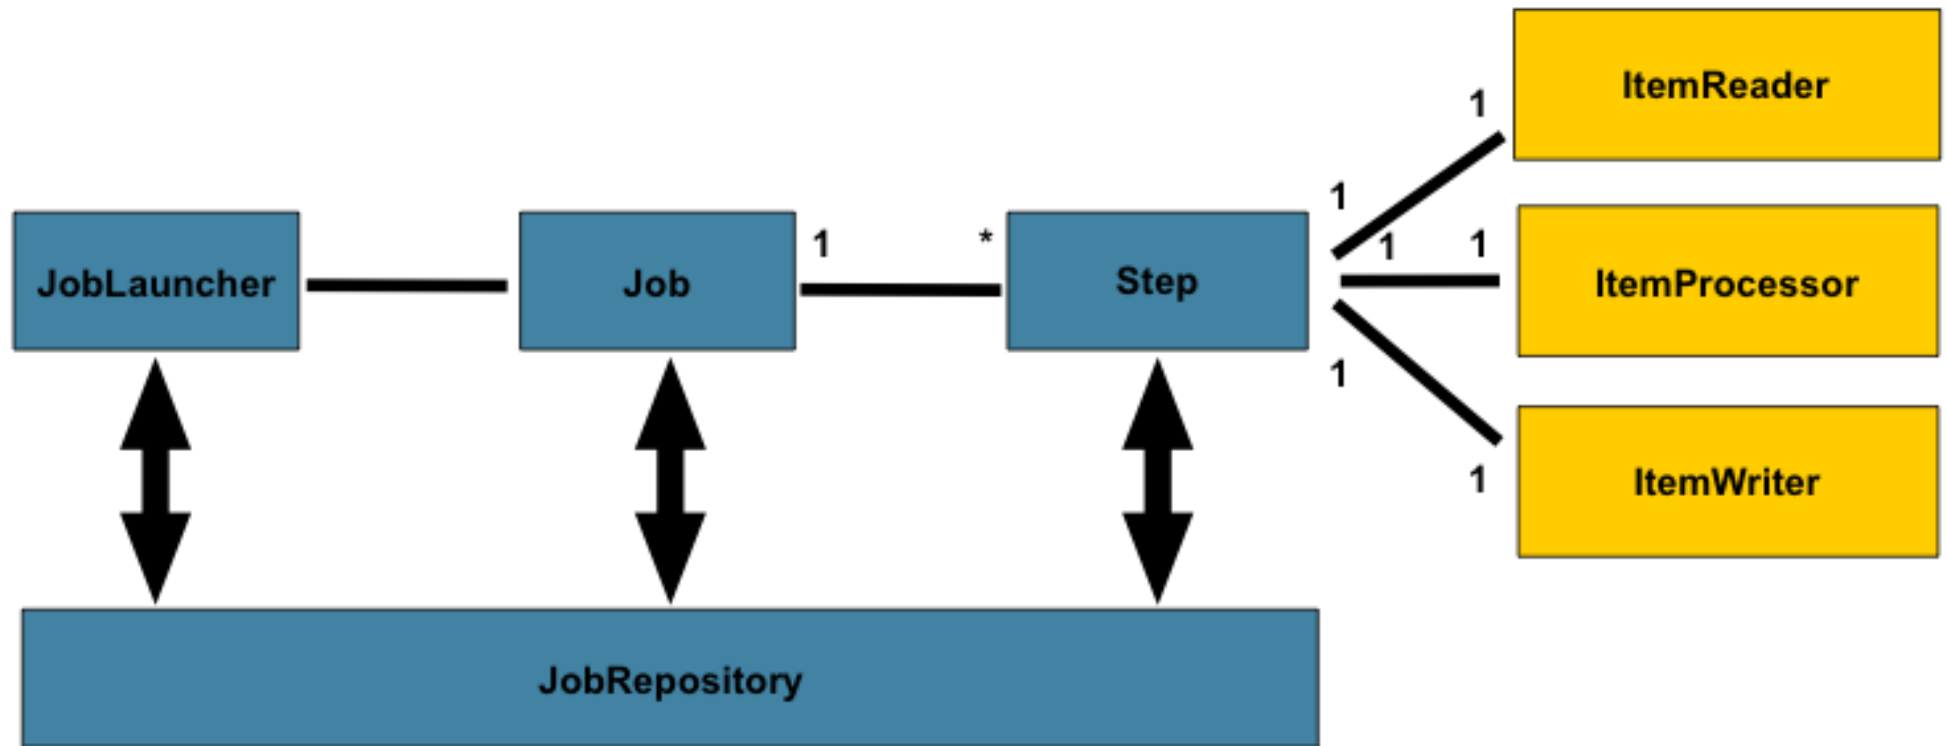 ItemReader
1
1
JobLauncher
Job
1
*
Step
1
1
ItemProcessor
1
1
ItemWriter
JobRepository